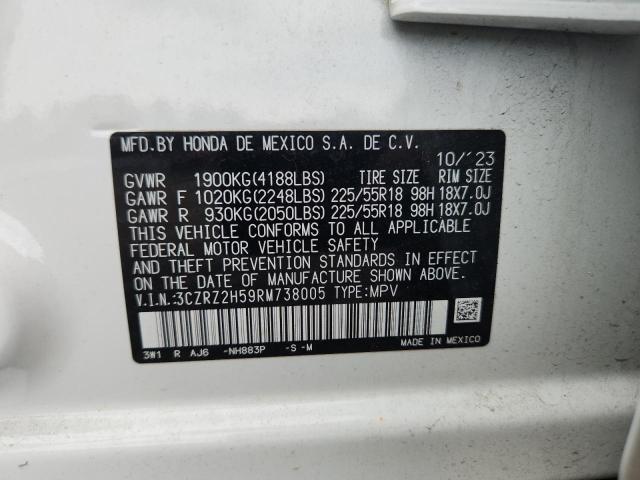 MFD.BY HONDA DE MEXICO S.A. DE C.V.
10/´23
GVWR 1900KG(4188LBS) TIRE SIZE RIM SIZE
GAWR F 1020KG(2248LBS) 225/55R18 98H 18X7.0J
GAWR R 930KG(2050LBS) 225/55R18 98H 18X7.0J
THIS VEHICLE CONFORMS TO ALL APPLICABLE
FEDERAL MOTOR VEHICLE SAFETY
AND THEFT PREVENTION STANDARDS IN EFFECT
ON THE DATE OF MANUFACTURE SHOWN ABOVE.
V.I.N.:3CZRZ2H59RM738005 TYPE:MPV
3W1 R AJ6 -NH883P -S -M MADE IN MEXICO